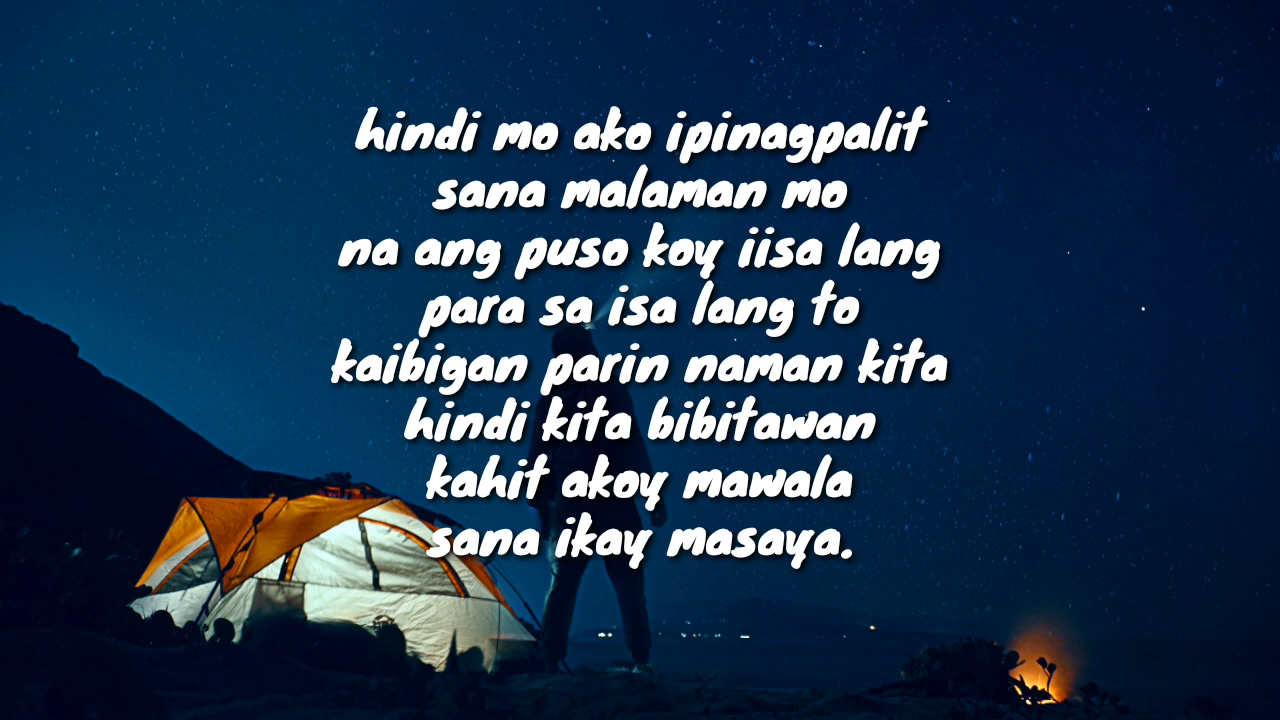 hindi mo ako ipinagpalit
sana malaman mo
na ang puso koy iisa lang
para sa isa lang to
kaibigan parin naman kita
hindi kita bibitawan
kahit akoy mawala
sana ikay masaya.